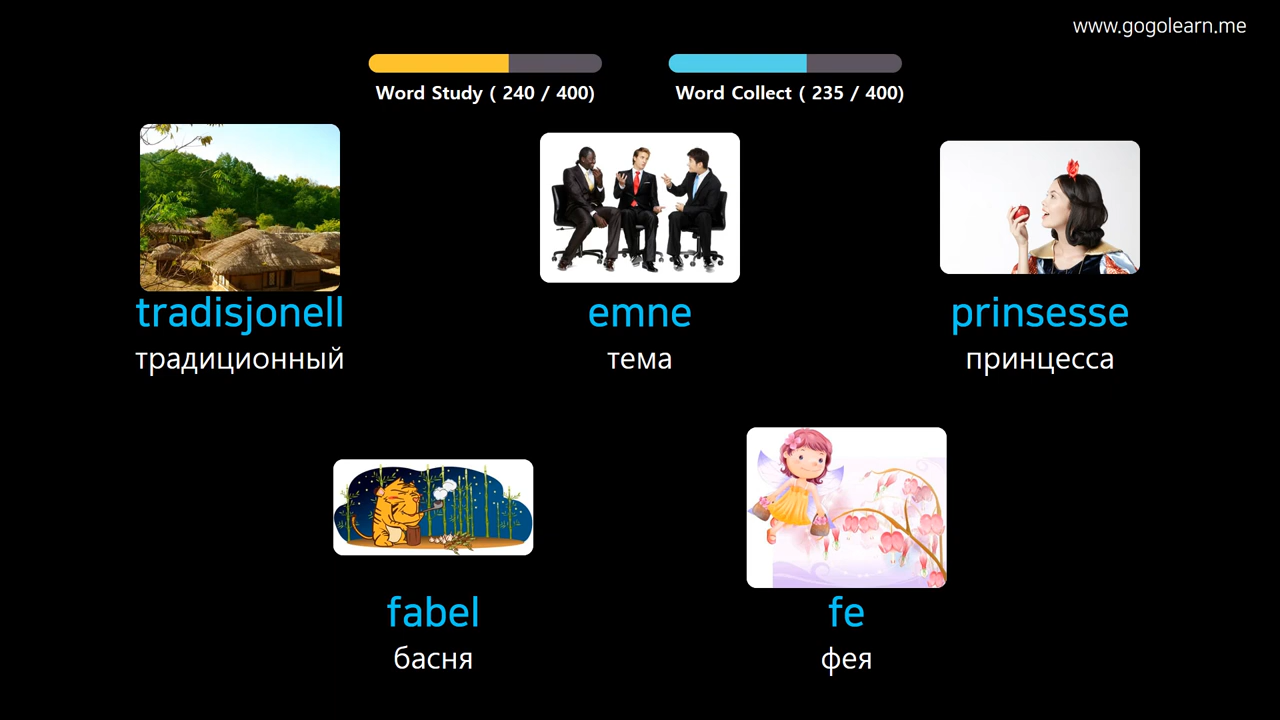 www.gogolearn.me
Word Study ( 240 / 400)
Word Collect ( 235 / 400)
tradisjonell
традиционный
emne
тема
prinsesse
принцесса
fabel
басня
fe
фея